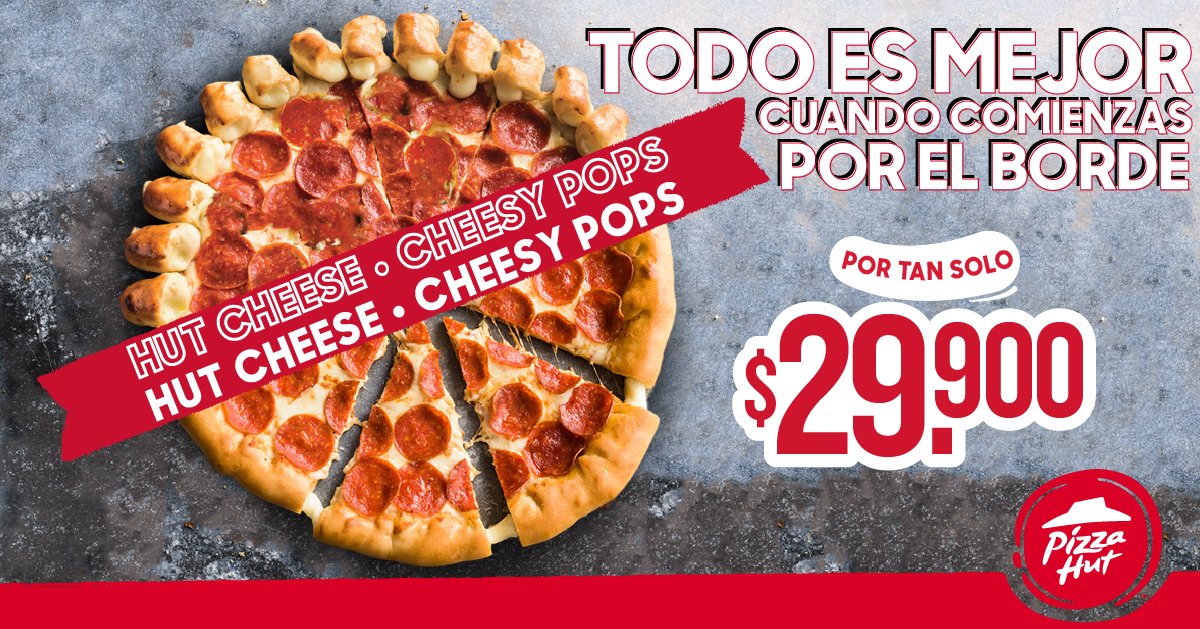 TODO ES MEJOR
CUANDO COMIENZAS
POR EL BORDE
HUT CHEESE • CHEESY POPS
HUT CHEESE • CHEESY POPS
POR TAN SOLO
$29.900
Pizza
Hut